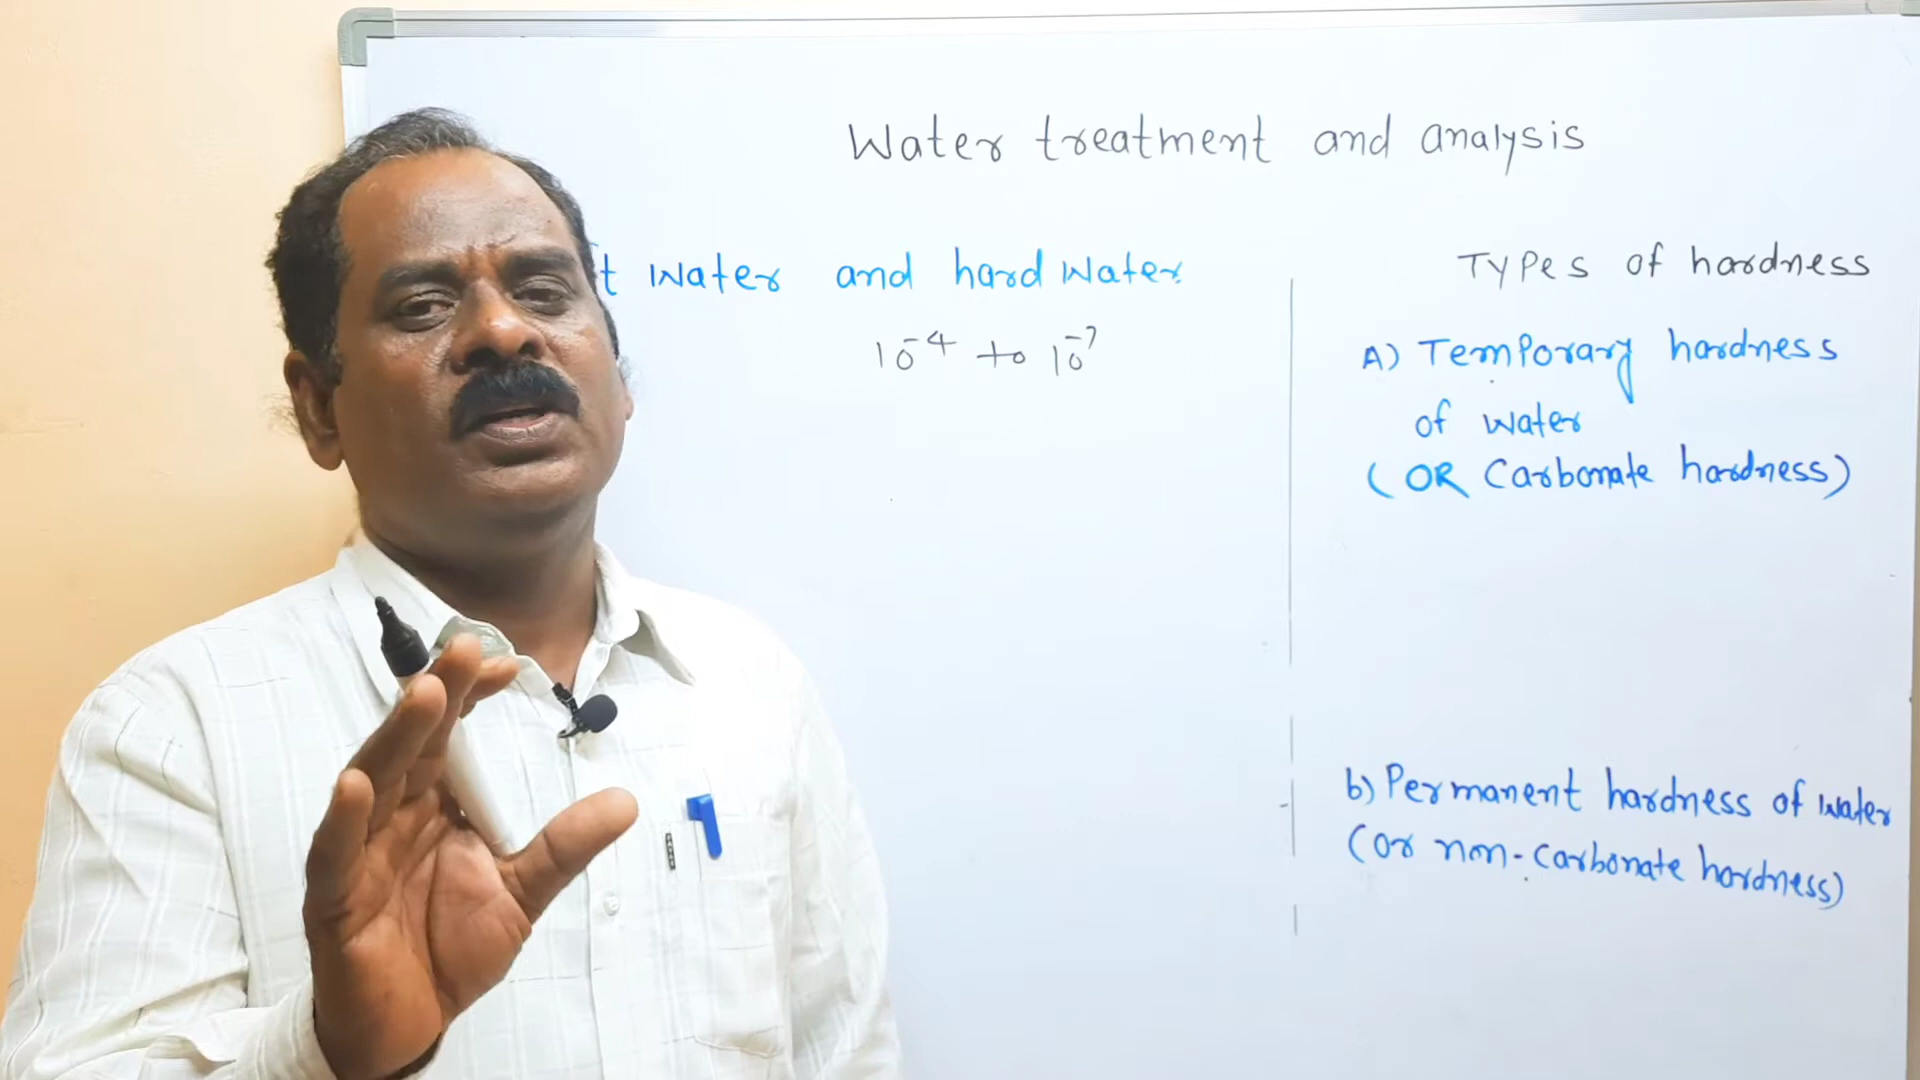 Water treatment and analysis
t water and hard water
10⁻⁴ to 10⁻⁷
Types of hardness
A) Temporary hardness
of water
(OR Carbonate hardness)
b) Permanent hardness of water
(or non-carbonate hardness)